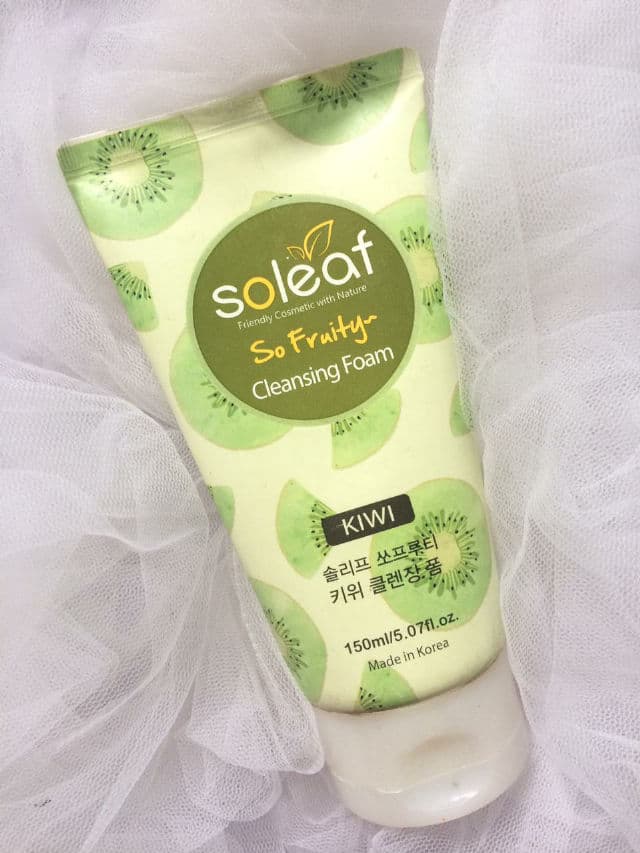 soleaf
Friendly Cosmetic with Nature
So Fruity~
Cleansing Foam
KIWI
솔리프 쏘프루티
키위 클렌장 폼
150ml/5.07fl.oz.
Made in Korea